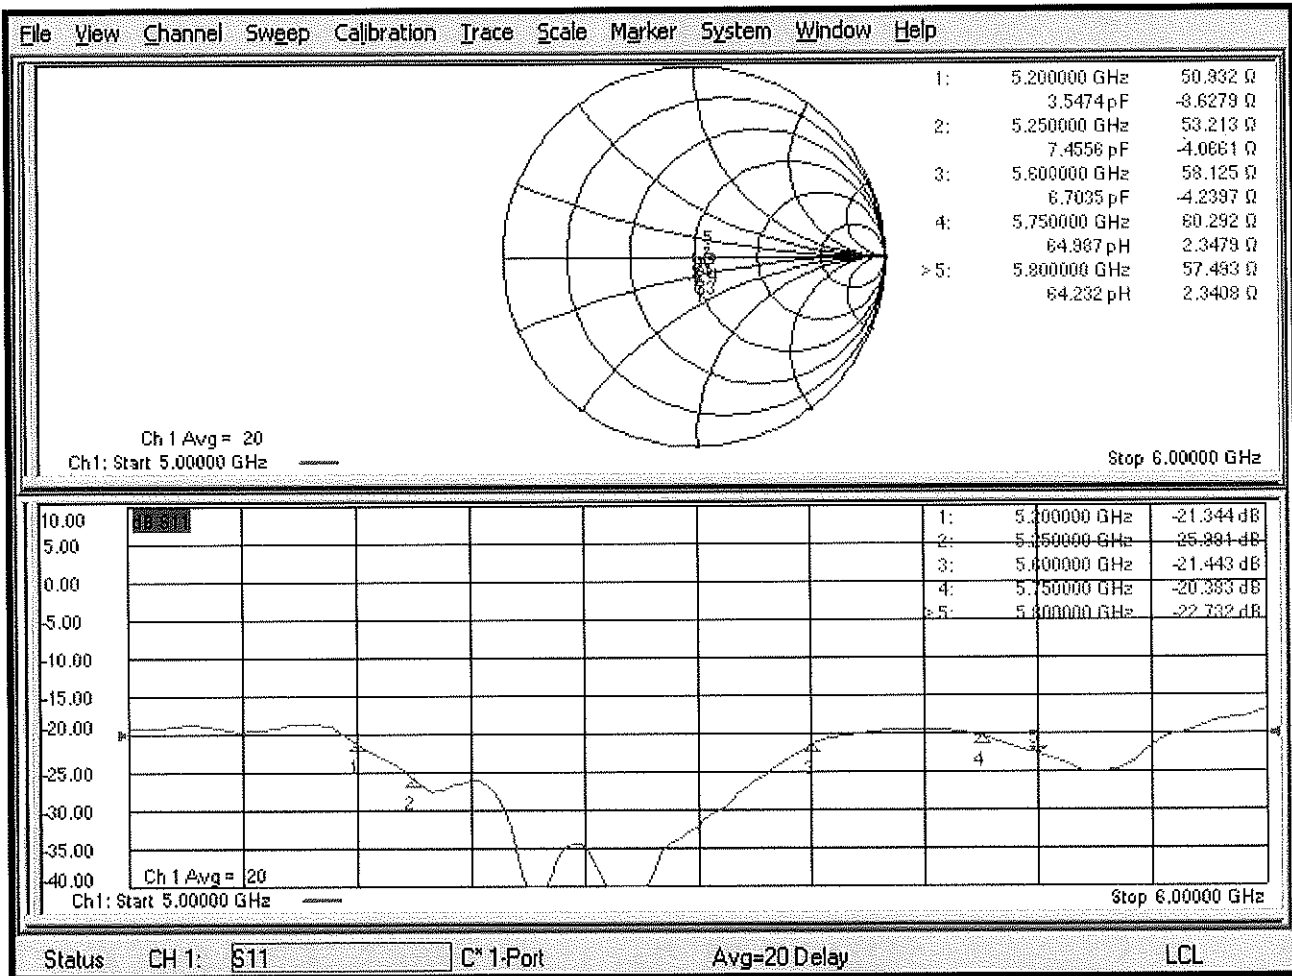 File View Channel Sweep Calibration Trace Scale Marker System Window Help
1: 5.200000 GHz 50.932 Ω
3.5474 pF -8.6279 Ω
2: 5.250000 GHz 53.213 Ω
7.4556 pF -4.0661 Ω
3: 5.600000 GHz 58.125 Ω
6.7035 pF -4.2397 Ω
4: 5.750000 GHz 60.292 Ω
64.987 pH 2.3479 Ω
>5: 5.800000 GHz 57.493 Ω
64.232 pH 2.3408 Ω
5
Ch 1 Avg = 20
Ch1: Start 5.00000 GHz
Stop 6.00000 GHz
10.00
5.00
0.00
-5.00
-10.00
-15.00
-20.00
-25.00
-30.00
-35.00
-40.00
dB S11
1: 5.200000 GHz -21.344 dB
2: 5.250000 GHz -25.991 dB
3: 5.600000 GHz -21.443 dB
4: 5.750000 GHz -20.383 dB
>5: 5.800000 GHz -22.732 dB
1
2
3
4
5
Ch 1 Avg = 20
Ch1: Start 5.00000 GHz
Stop 6.00000 GHz
Status CH 1: S11 C* 1-Port Avg=20 Delay LCL